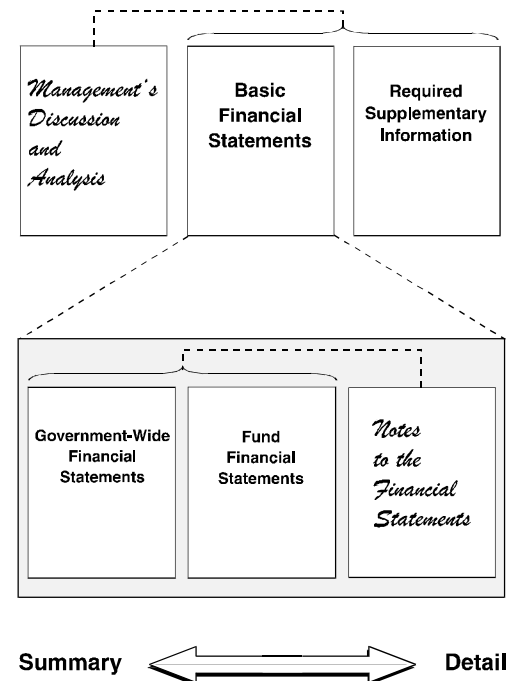 Management's
Discussion
and
Analysis
Basic
Financial
Statements
Required
Supplementary
Information
Government-Wide
Financial
Statements
Fund
Financial
Statements
Notes
to the
Financial
Statements
Summary
Detail